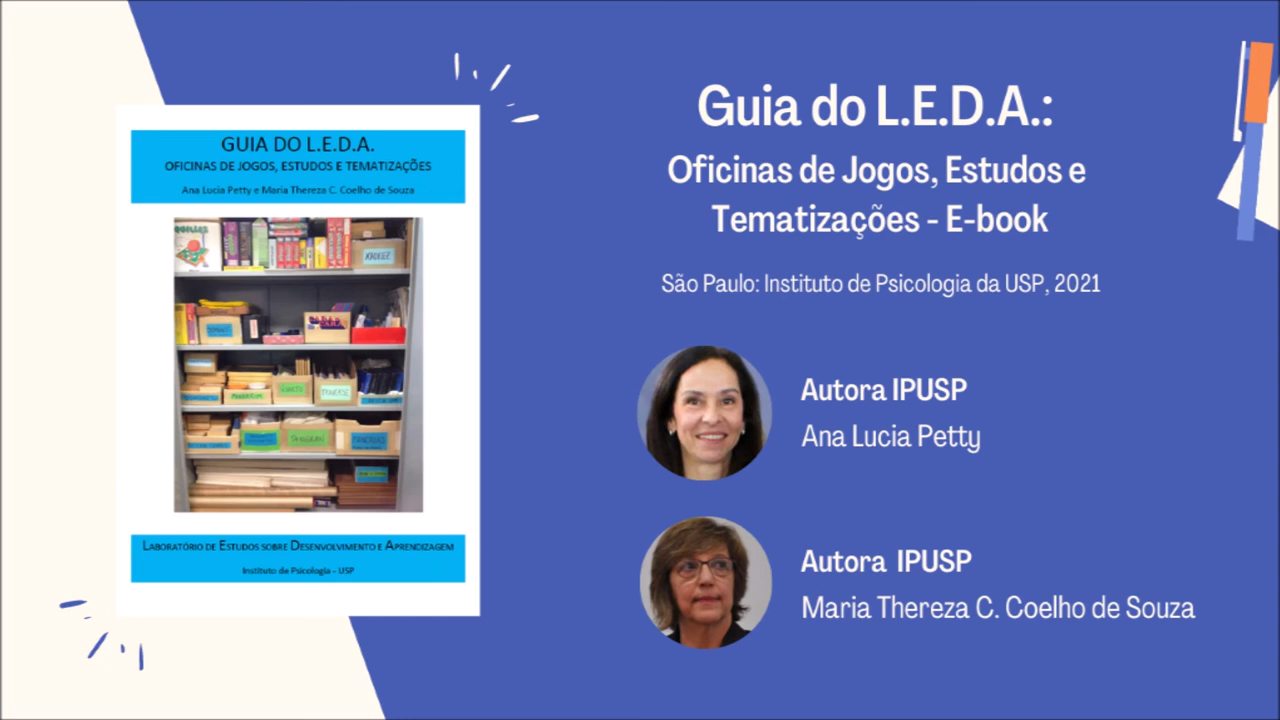 GUIA DO L.E.D.A.
OFICINAS DE JOGOS, ESTUDOS E TEMATIZAÇÕES
Ana Lucia Petty e Maria Thereza C. Coelho de Souza
LABORATÓRIO DE ESTUDOS SOBRE DESENVOLVIMENTO E APRENDIZAGEM
Instituto de Psicologia - USP
Guia do L.E.D.A.:
Oficinas de Jogos, Estudos e
Tematizações - E-book
São Paulo: Instituto de Psicologia da USP, 2021
Autora IPUSP
Ana Lucia Petty
Autora IPUSP
Maria Thereza C. Coelho de Souza